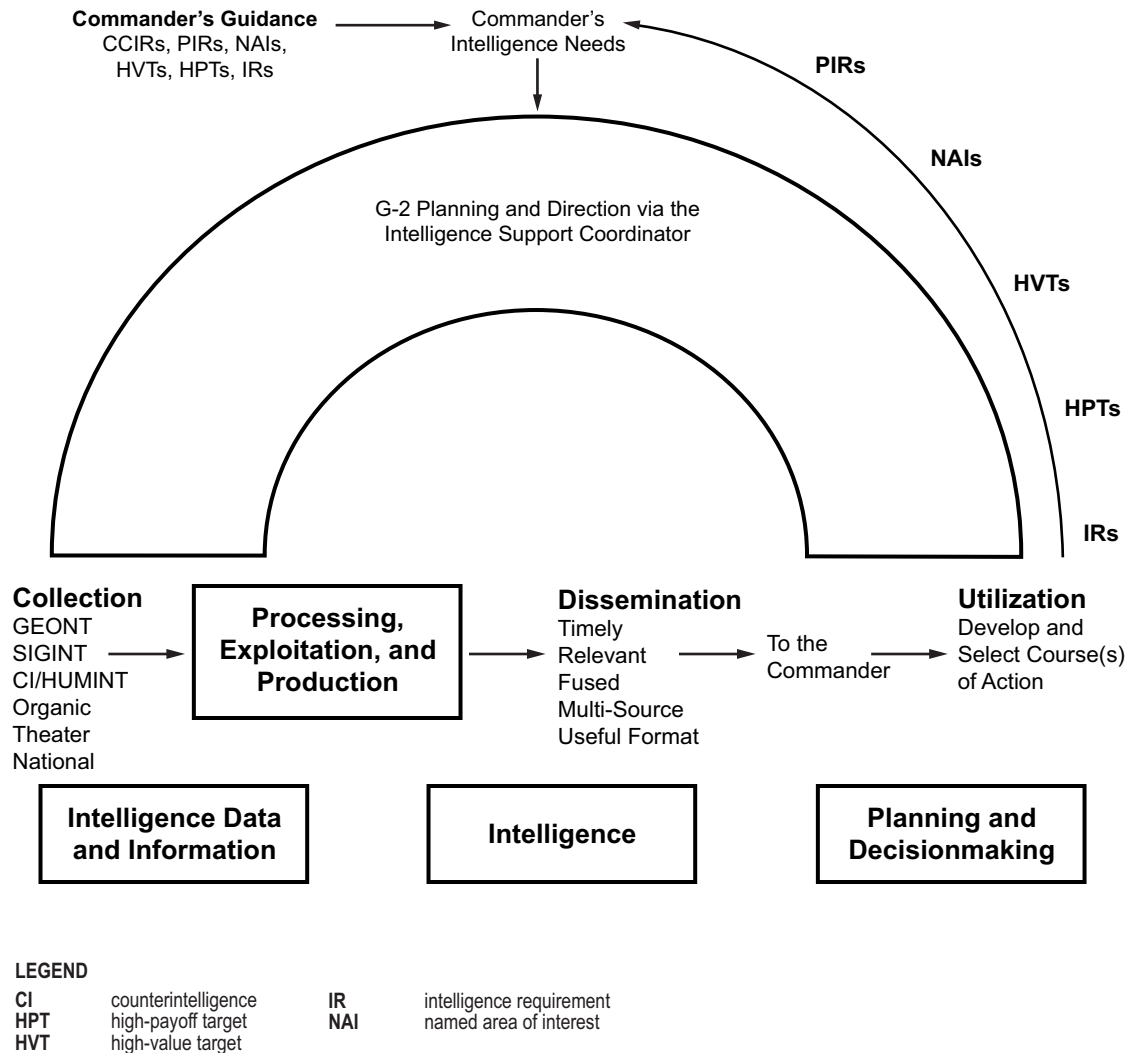 Commander’s Guidance
CCIRs, PIRs, NAIs,
HVTs, HPTs, IRs
Commander’s
Intelligence Needs
PIRs
NAIs
HVTs
HPTs
IRs
G-2 Planning and Direction via the
Intelligence Support Coordinator
Collection
GEONT
SIGINT
CI/HUMINT
Organic
Theater
National
Processing,
Exploitation, and
Production
Dissemination
Timely
Relevant
Fused
Multi-Source
Useful Format
To the
Commander
Utilization
Develop and
Select Course(s)
of Action
Intelligence Data
and Information
Intelligence
Planning and
Decisionmaking
LEGEND
CI counterintelligence
HPT high-payoff target
HVT high-value target
IR intelligence requirement
NAI named area of interest